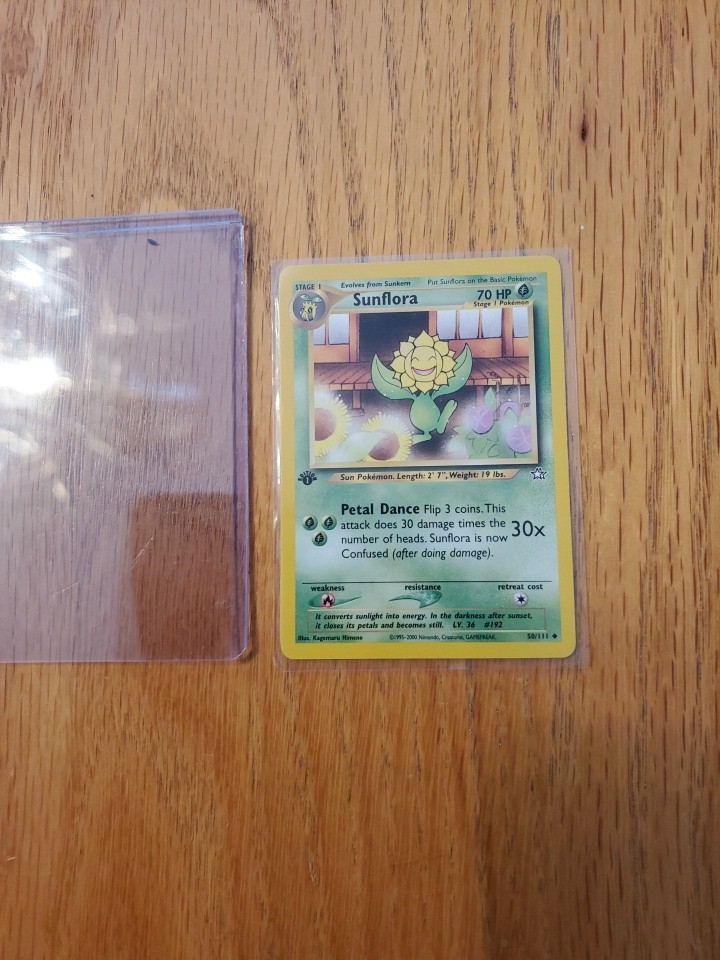 STAGE 1 Evolves from Sunkern Put Sunflora on the Basic Pokémon
Sunflora 70 HP
Stage 1 Pokémon
EDITION
1
Sun Pokémon. Length: 2' 7", Weight: 19 lbs.
Petal Dance Flip 3 coins. This
attack does 30 damage times the
number of heads. Sunflora is now
Confused (after doing damage).
30x
weakness resistance retreat cost
It converts sunlight into energy. In the darkness after sunset,
it closes its petals and becomes still. LV. 36 #192
Illus. Kagemaru Himeno ©1995-2000 Nintendo, Creatures, GAMEFREAK. 50/111